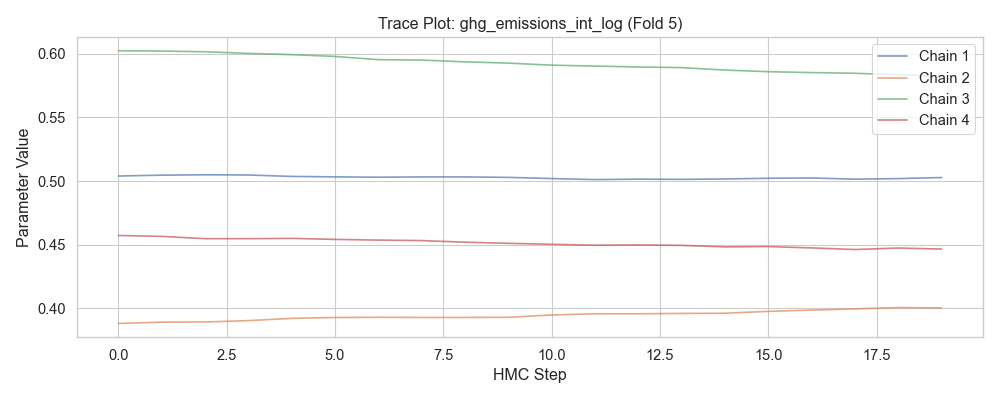 Trace Plot: ghg_emissions_int_log (Fold 5)
Parameter Value
0.60
0.55
0.50
0.45
0.40
Chain 1
Chain 2
Chain 3
Chain 4
0.0 2.5 5.0 7.5 10.0 12.5 15.0 17.5
HMC Step